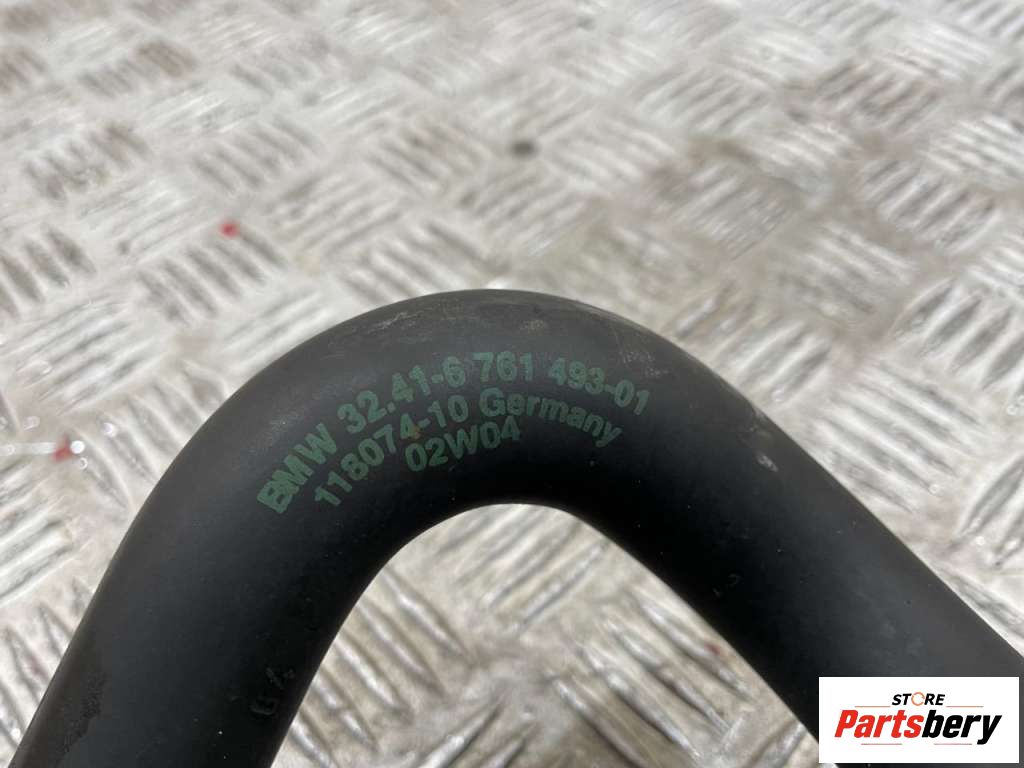 BMW 32.41-6 761 493-01
118074-10 Germany
02W04
STORE
Partsbery